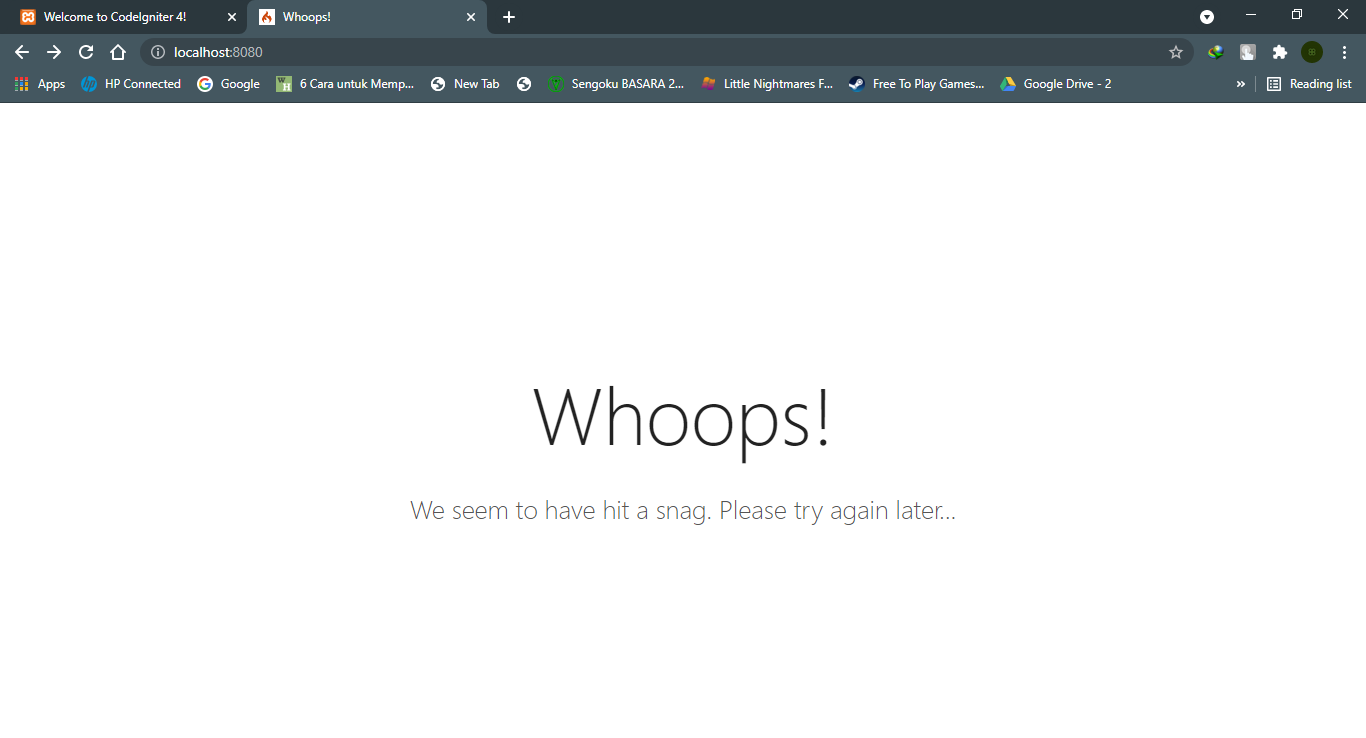 Welcome to CodeIgniter 4!
Whoops!
localhost:8080
Apps
HP Connected
Google
6 Cara untuk Memp...
New Tab
Sengoku BASARA 2...
Little Nightmares F...
Free To Play Games...
Google Drive - 2
»
Reading list
Whoops!
We seem to have hit a snag. Please try again later...